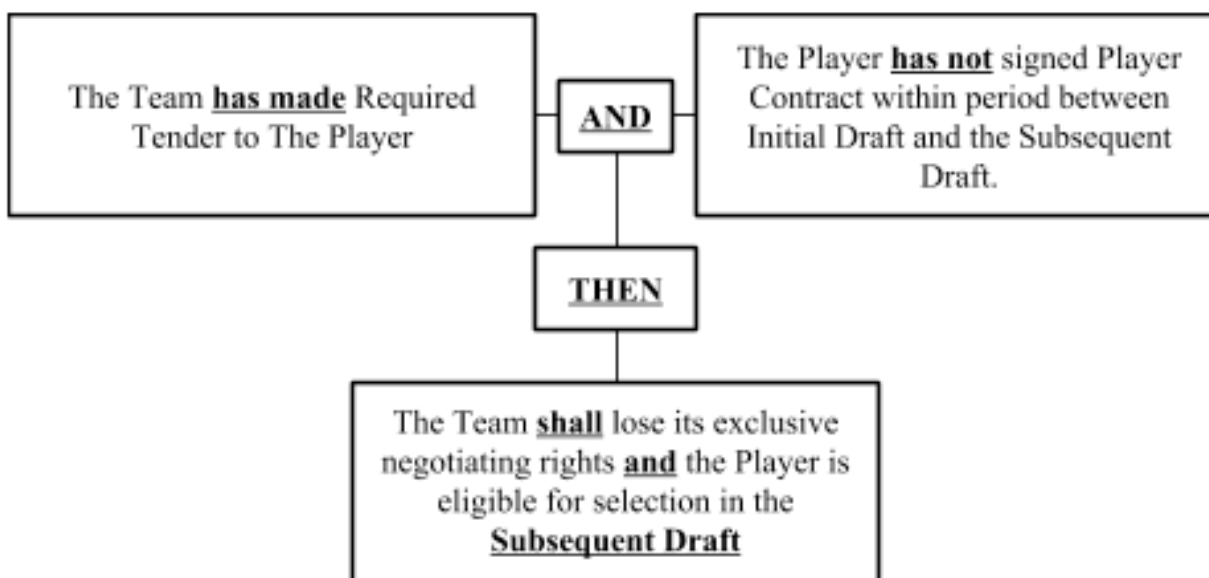 The Team has made Required
Tender to The Player
AND
The Player has not signed Player
Contract within period between
Initial Draft and the Subsequent
Draft.
THEN
The Team shall lose its exclusive
negotiating rights and the Player is
eligible for selection in the
Subsequent Draft